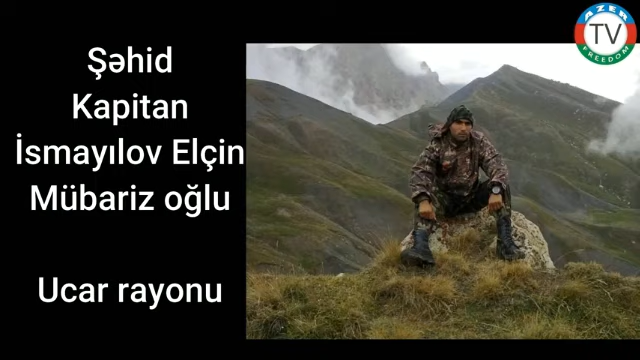 Şəhid
Kapitan
İsmayılov Elçin
Mübariz oğlu
Ucar rayonu
AZER
TV
FREEDOM